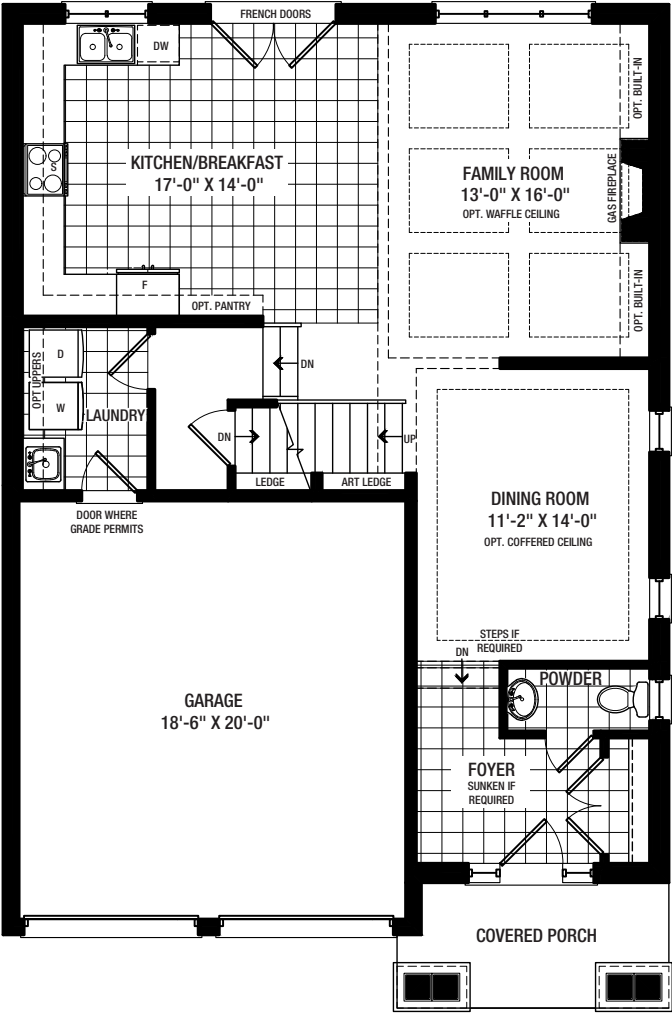 FRENCH DOORS
DW
OPT. BUILT-IN
KITCHEN/BREAKFAST
17'-0" X 14'-0"
S
FAMILY ROOM
13'-0" X 16'-0"
OPT. WAFFLE CEILING
GAS FIREPLACE
F
OPT. PANTRY
OPT. BUILT-IN
OPT UPPERS
D
W
LAUNDRY
DN
DN
UP
LEDGE
ART LEDGE
DOOR WHERE
GRADE PERMITS
DINING ROOM
11'-2" X 14'-0"
OPT. COFFERED CEILING
STEPS IF
REQUIRED
DN
POWDER
GARAGE
18'-6" X 20'-0"
FOYER
SUNKEN IF
REQUIRED
COVERED PORCH